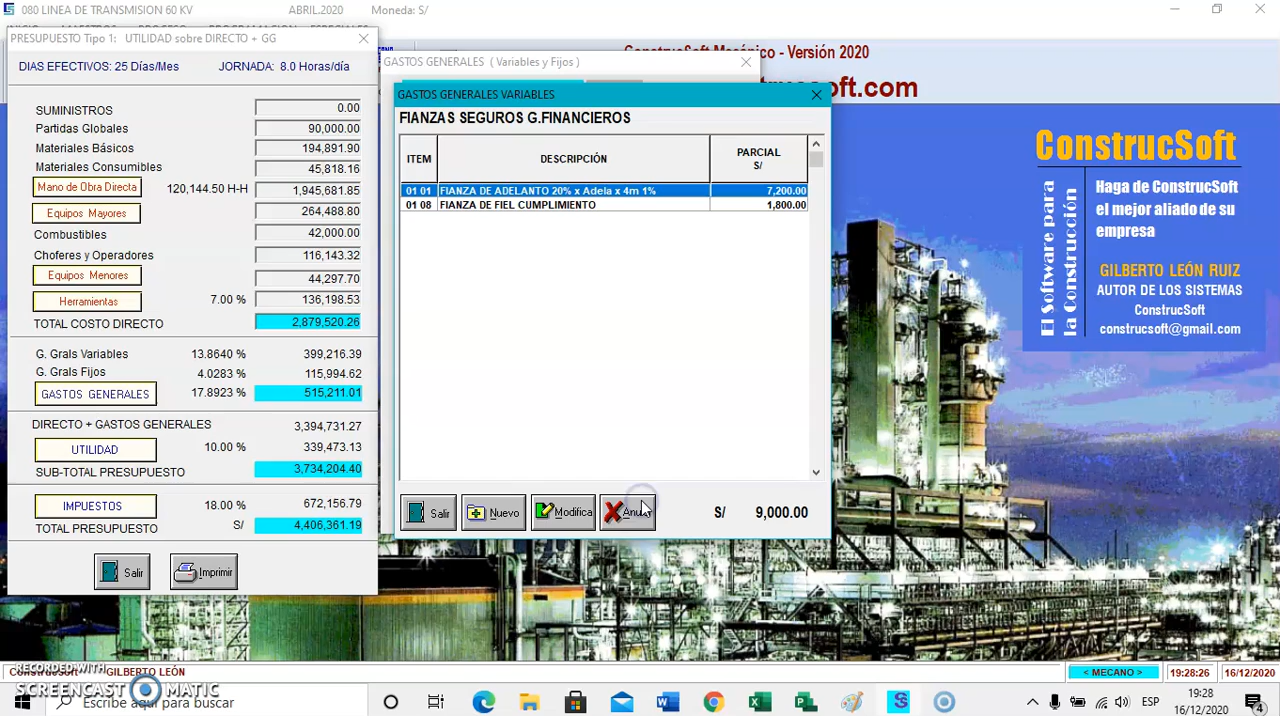 080 LINEA DE TRANSMISION 60 KV ABRIL.2020 Moneda: S/
PRESUPUESTO Tipo 1: UTILIDAD sobre DIRECTO + GG
DIAS EFECTIVOS: 25 Días/Mes JORNADA: 8.0 Horas/día
SUMINISTROS 0.00
Partidas Globales 90,000.00
Materiales Básicos 194,891.90
Materiales Consumibles 45,818.16
Mano de Obra Directa 120,144.50 H-H 1,945,681.85
Equipos Mayores 264,488.80
Combustibles 42,000.00
Choferes y Operadores 116,143.32
Equipos Menores 44,297.70
Herramientas 7.00 % 136,198.53
TOTAL COSTO DIRECTO 2,879,520.26
G. Grals Variables 13.8640 % 399,216.39
G. Grals Fijos 4.0283 % 115,994.62
GASTOS GENERALES 17.8923 % 515,211.01
DIRECTO + GASTOS GENERALES 3,394,731.27
UTILIDAD 10.00 % 339,473.13
SUB-TOTAL PRESUPUESTO 3,734,204.40
IMPUESTOS 18.00 % 672,156.79
TOTAL PRESUPUESTO S/ 4,406,361.19
Salir Imprimir
GASTOS GENERALES ( Variables y Fijos )
GASTOS GENERALES VARIABLES
FIANZAS SEGUROS G.FINANCIEROS
ITEM DESCRIPCIÓN PARCIAL S/
01 01 FIANZA DE ADELANTO 20% x Adela x 4m 1% 7,200.00
01 08 FIANZA DE FIEL CUMPLIMIENTO 1,800.00
Salir Nuevo Modifica S/ 9,000.00
ConstrucSoft Mecánico - Versión 2020
ConstrucSoft
El Software para la Construcción
Haga de ConstrucSoft
el mejor aliado de su
empresa
GILBERTO LEÓN RUIZ
AUTOR DE LOS SISTEMAS
ConstrucSoft
construcsoft@gmail.com
ConstrucSoft GILBERTO LEÓN < MECANO > 19:28:26 16/12/2020
RECORDED WITH
SCREENCAST MATIC
Escribe aquí para buscar
ESP
19:28
16/12/2020
4